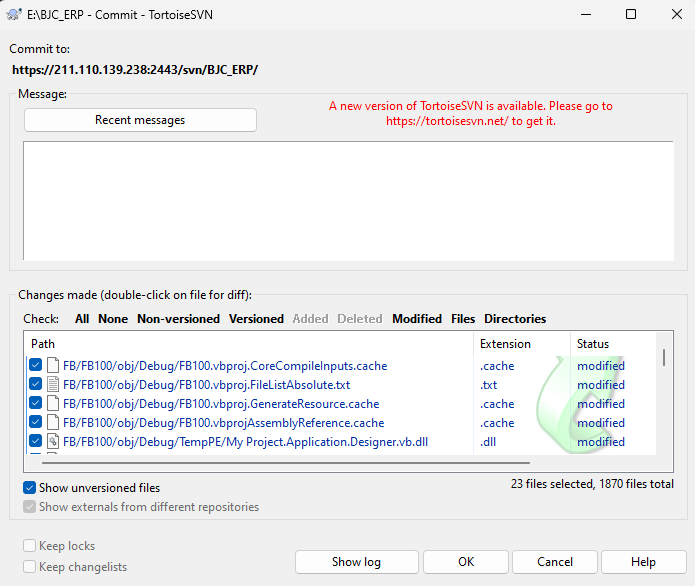 E:\BJC_ERP - Commit - TortoiseSVN
Commit to:
https://211.110.139.238:2443/svn/BJC_ERP/
Message:
Recent messages
A new version of TortoiseSVN is available. Please go to
https://tortoisesvn.net/ to get it.
Changes made (double-click on file for diff):
Check: All None Non-versioned Versioned Added Deleted Modified Files Directories
Path Extension Status
FB/FB100/obj/Debug/FB100.vbproj.CoreCompileInputs.cache .cache modified
FB/FB100/obj/Debug/FB100.vbproj.FileListAbsolute.txt .txt modified
FB/FB100/obj/Debug/FB100.vbproj.GenerateResource.cache .cache modified
FB/FB100/obj/Debug/FB100.vbprojAssemblyReference.cache .cache modified
FB/FB100/obj/Debug/TempPE/My Project.Application.Designer.vb.dll .dll modified
Show unversioned files
23 files selected, 1870 files total
Show externals from different repositories
Keep locks
Keep changelists
Show log OK Cancel Help